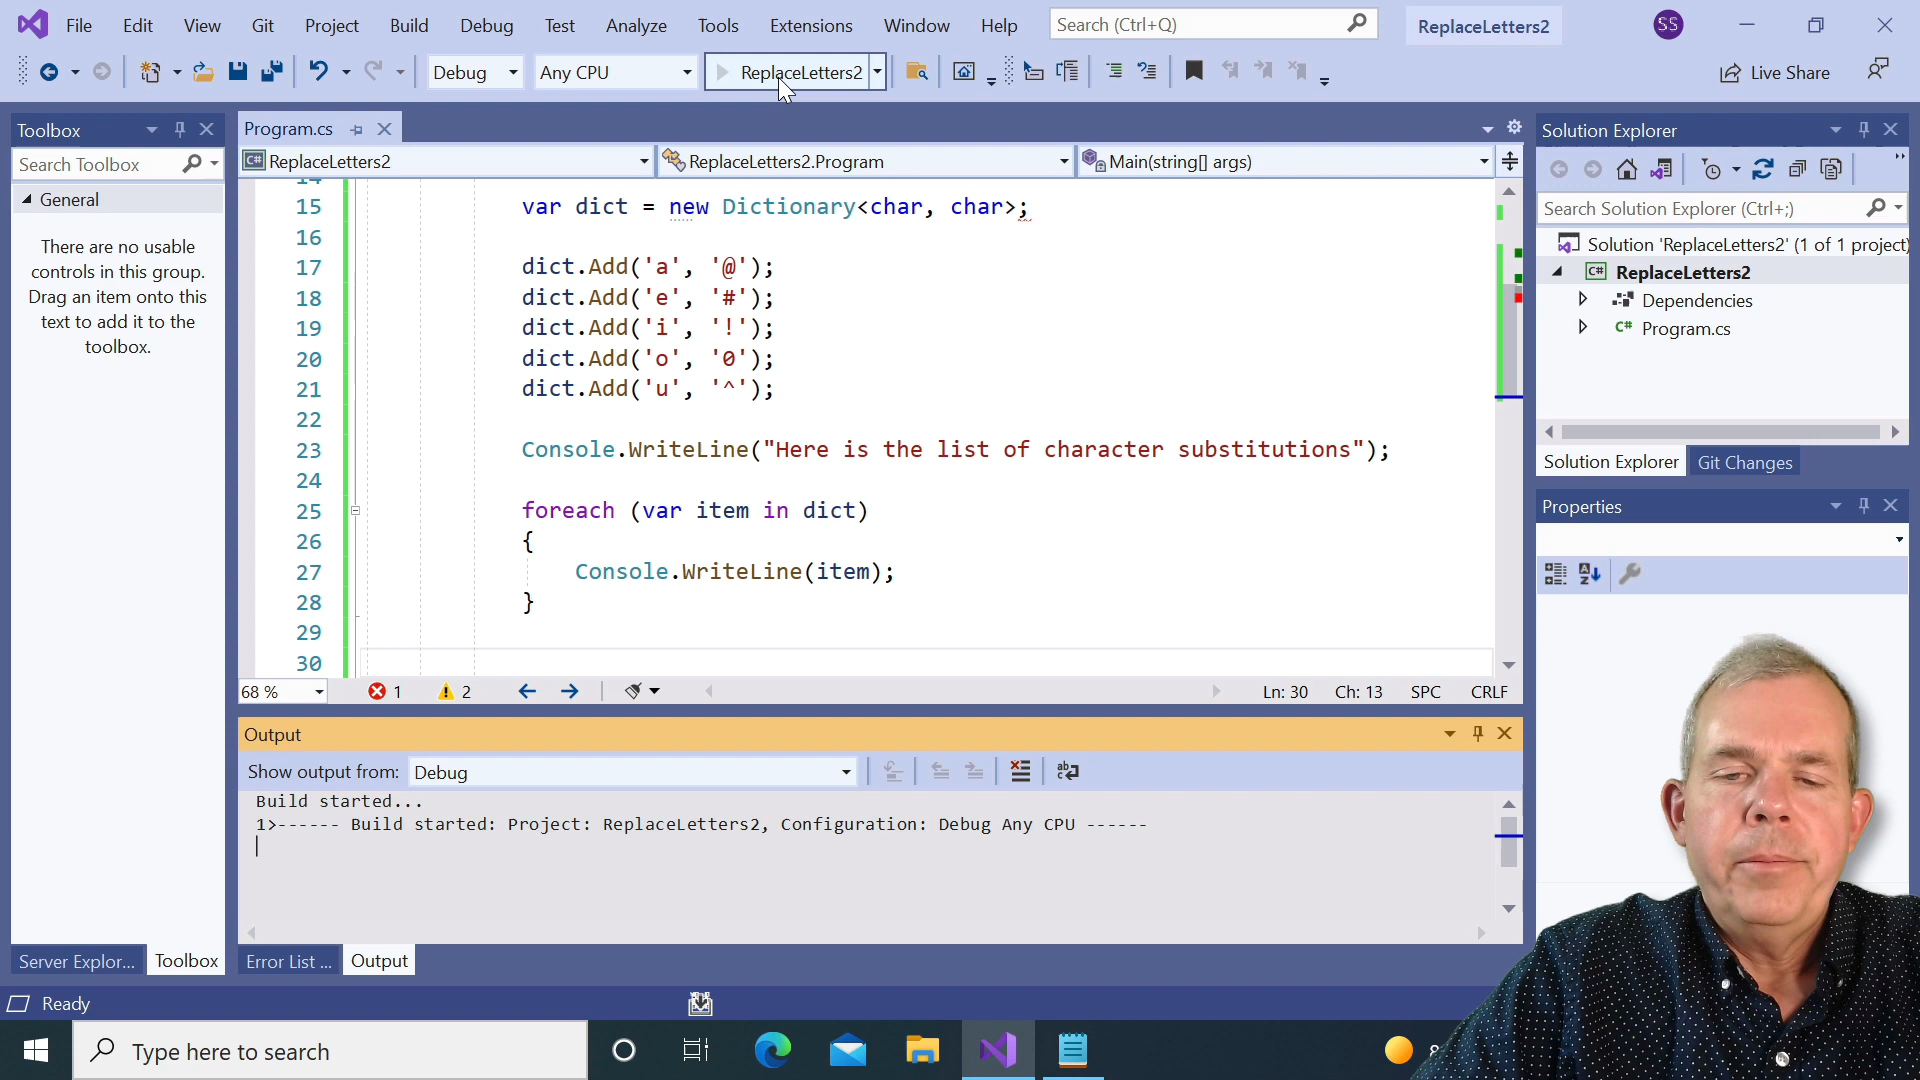 File Edit View Git Project Build Debug Test Analyze Tools Extensions Window Help Search (Ctrl+Q) ReplaceLetters2 SS
Debug Any CPU ReplaceLetters2 Live Share
Toolbox
Search Toolbox
General
There are no usable
controls in this group.
Drag an item onto this
text to add it to the
toolbox.
Server Explor... Toolbox
Program.cs
C# ReplaceLetters2 ReplaceLetters2.Program Main(string[] args)
14
15 var dict = new Dictionary<char, char>;
16
17 dict.Add('a', '@');
18 dict.Add('e', '#');
19 dict.Add('i', '!');
20 dict.Add('o', '0');
21 dict.Add('u', '^');
22
23 Console.WriteLine("Here is the list of character substitutions");
24
25 foreach (var item in dict)
26 {
27 Console.WriteLine(item);
28 }
29
30
68 % 1 2 Ln: 30 Ch: 13 SPC CRLF
Output
Show output from: Debug
Build started...
1>------ Build started: Project: ReplaceLetters2, Configuration: Debug Any CPU ------
Error List ... Output
Solution Explorer
Search Solution Explorer (Ctrl+;)
Solution 'ReplaceLetters2' (1 of 1 project)
C# ReplaceLetters2
Dependencies
C# Program.cs
Solution Explorer Git Changes
Properties
Ready
Type here to search